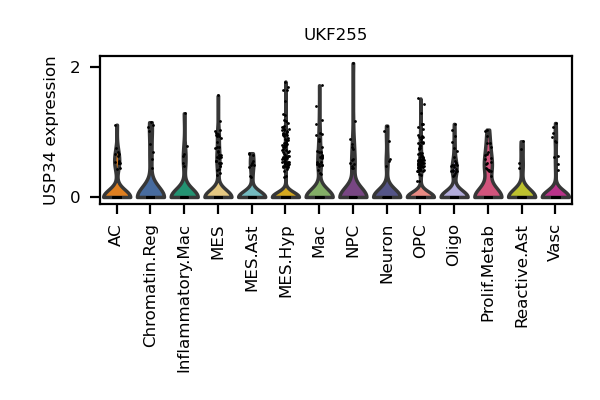 UKF255
USP34 expression
2
0
AC
Chromatin.Reg
Inflammatory.Mac
MES
MES.Ast
MES.Hyp
Mac
NPC
Neuron
OPC
Oligo
Prolif.Metab
Reactive.Ast
Vasc